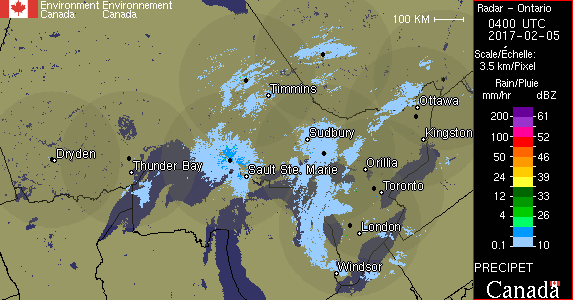 Environment Environnement
Canada Canada
100 KM
Timmins
Ottawa
Sudbury
Kingston
Dryden
Thunder Bay
Orillia
Sault Ste. Marie
Toronto
London
Windsor
Radar - Ontario
0400 UTC
2017-02-05
Scale/Échelle:
3.5 km/Pixel
Rain/Pluie
mm/hr dBZ
200 61
100 52
50 46
24 39
12 33
4 26
0.1 10
PRECIPET
Canada